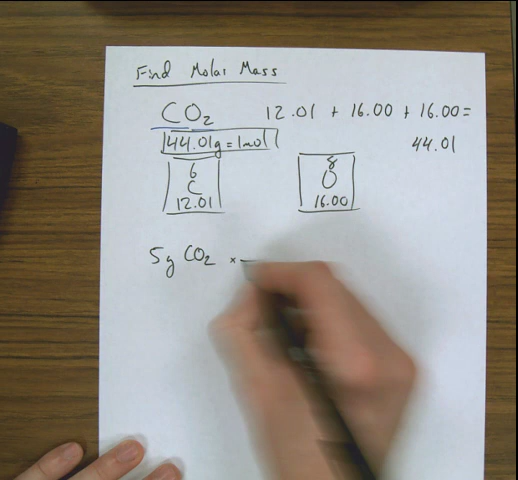 Find Molar Mass
CO₂ 12.01 + 16.00 + 16.00 =
44.01g = 1mol 44.01
6 8
C O
12.01 16.00
5g CO₂ ×